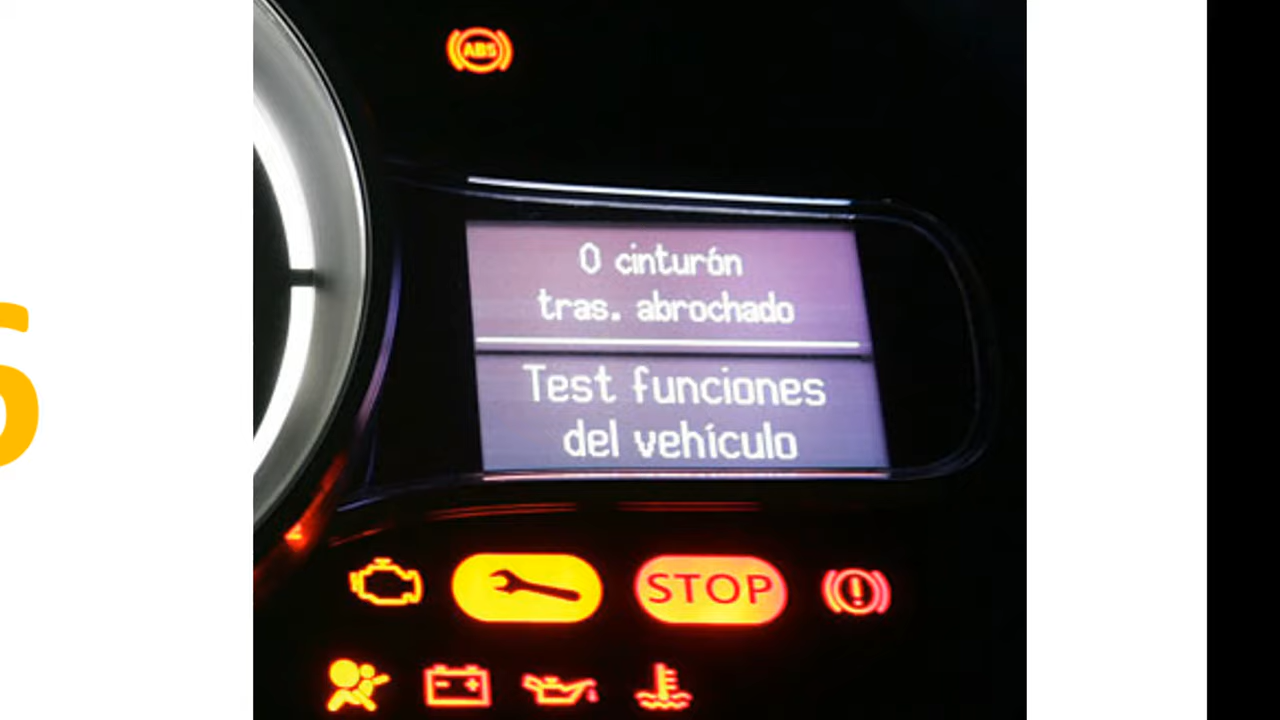 ABS
0 cinturón
tras. abrochado
Test funciones
del vehículo
STOP